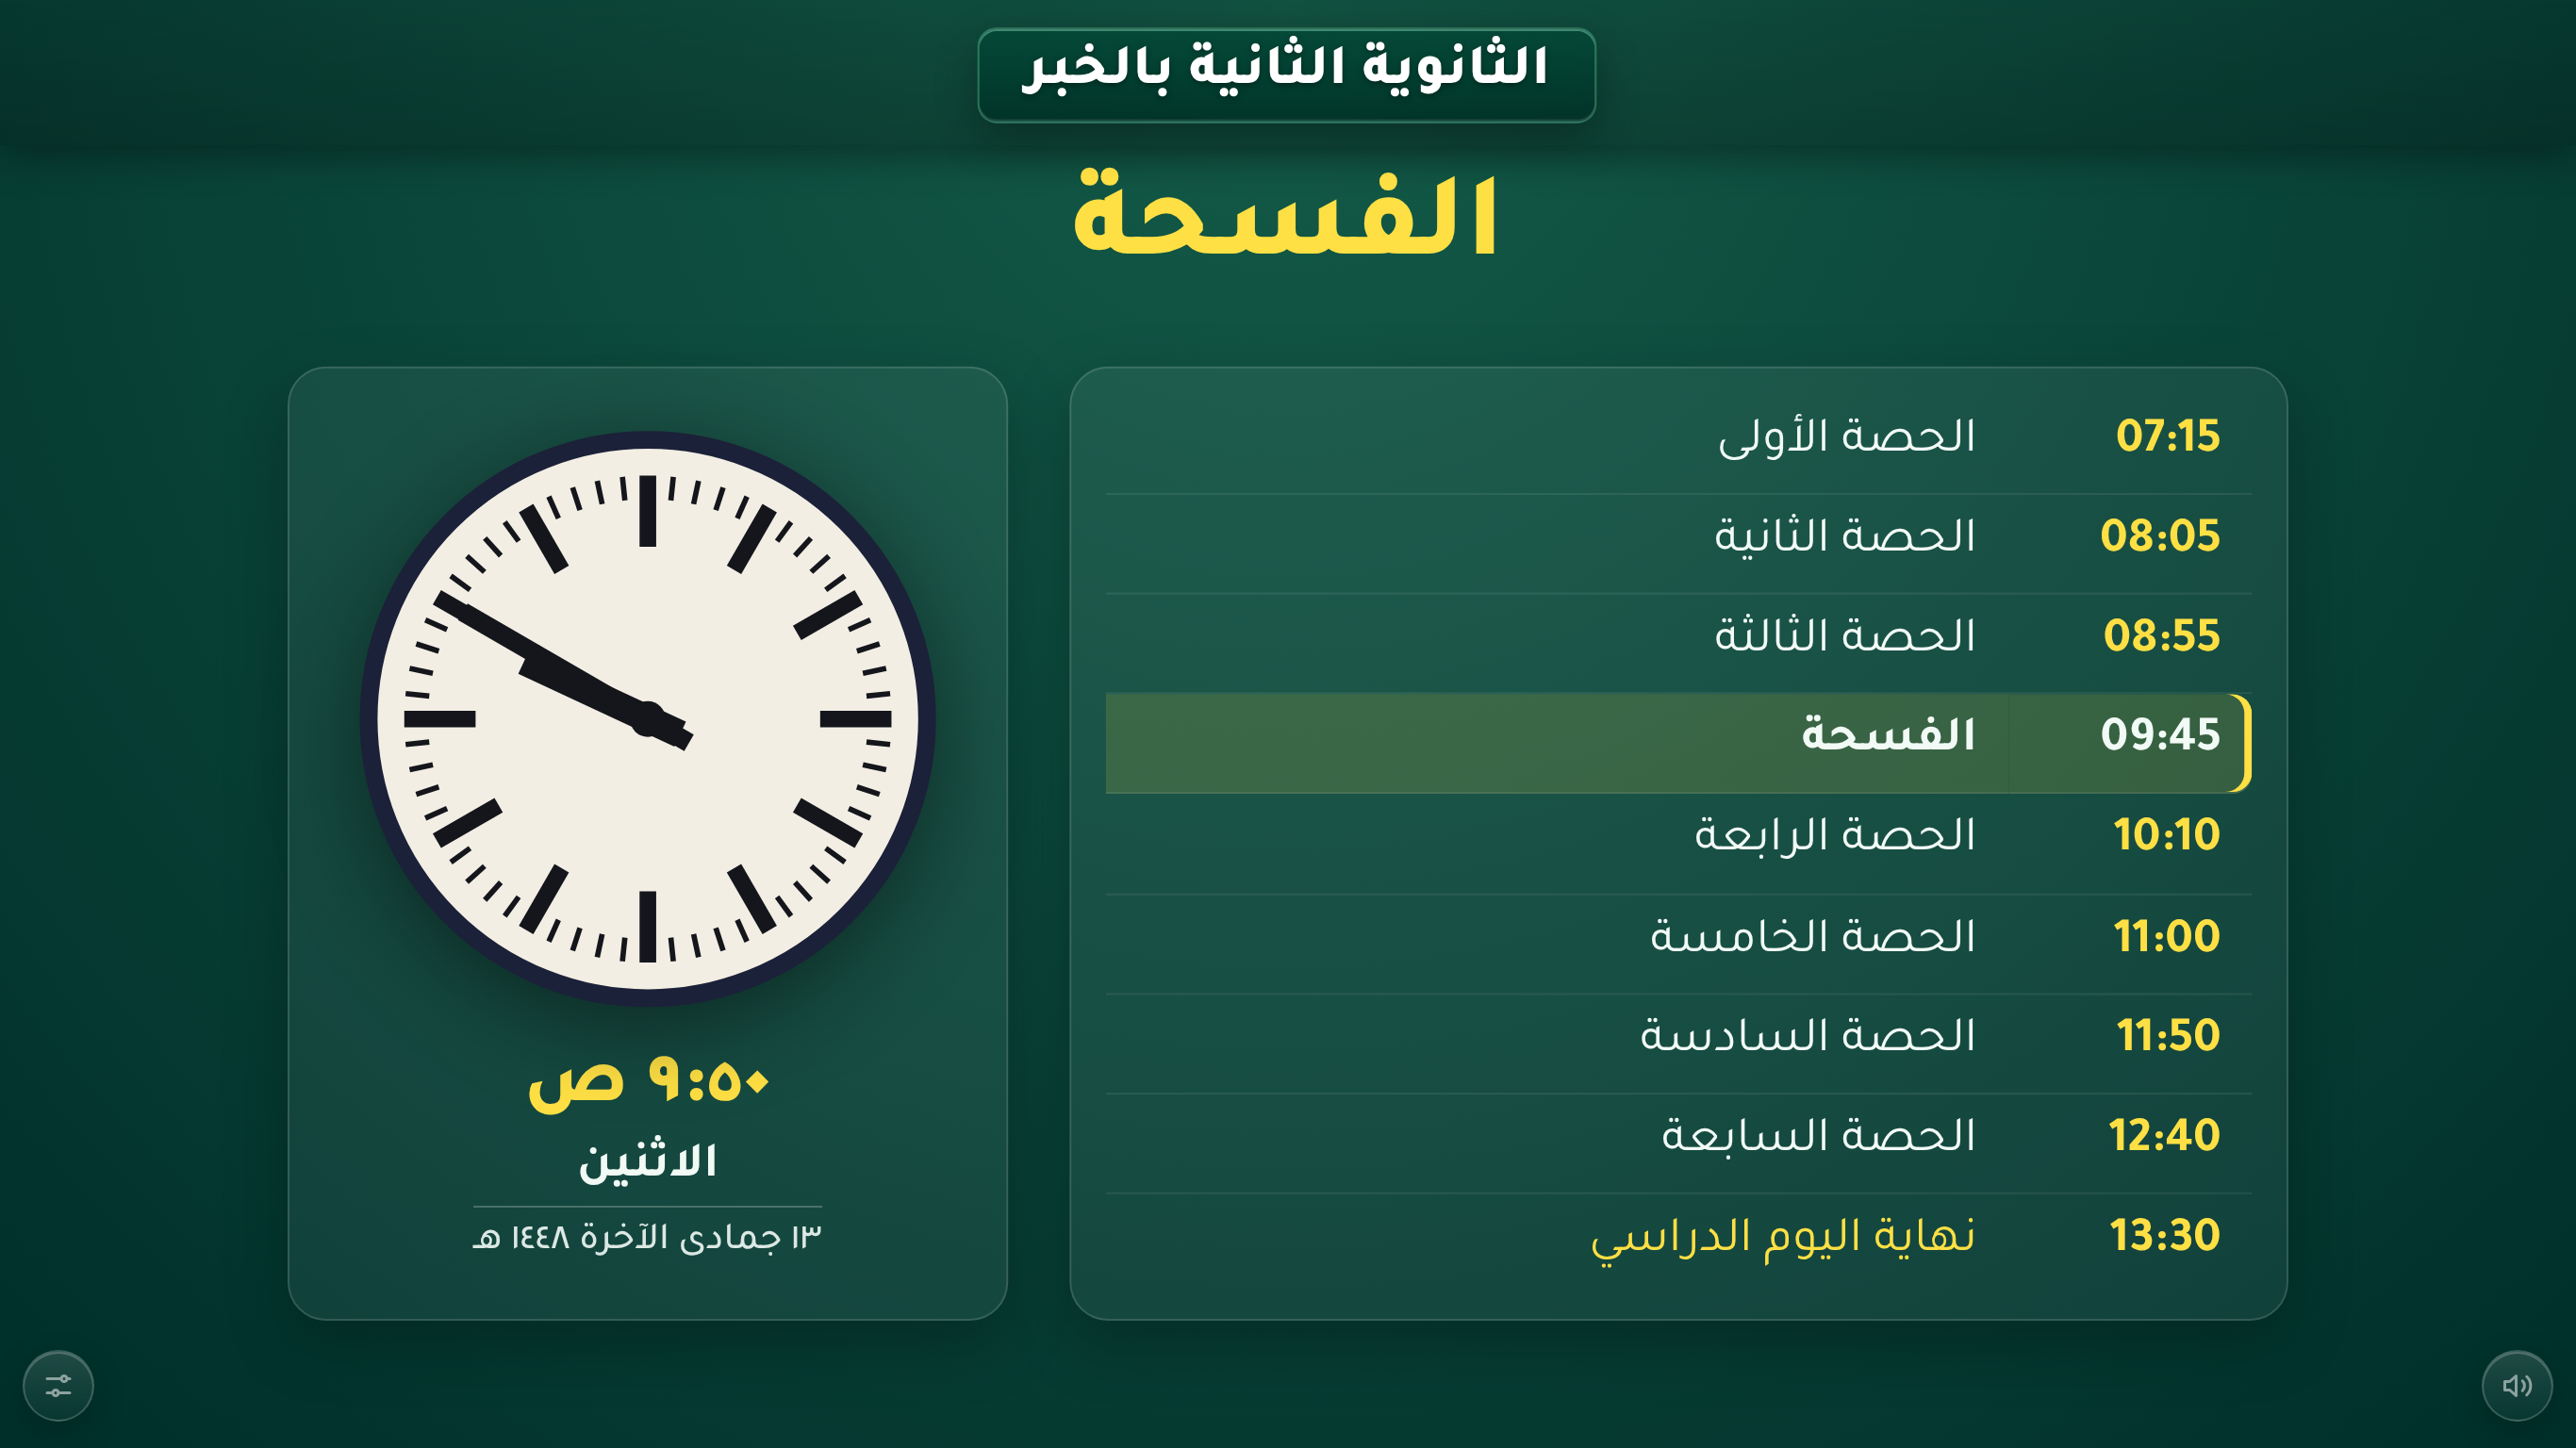 الثانوية الثانية بالخبر
الفسحة
07:15 الحصة الأولى
08:05 الحصة الثانية
08:55 الحصة الثالثة
09:45 الفسحة
10:10 الحصة الرابعة
11:00 الحصة الخامسة
11:50 الحصة السادسة
12:40 الحصة السابعة
13:30 نهاية اليوم الدراسي
٩:٥٠ ص
الاثنين
١٣ جمادى الآخرة ١٤٤٨ هـ